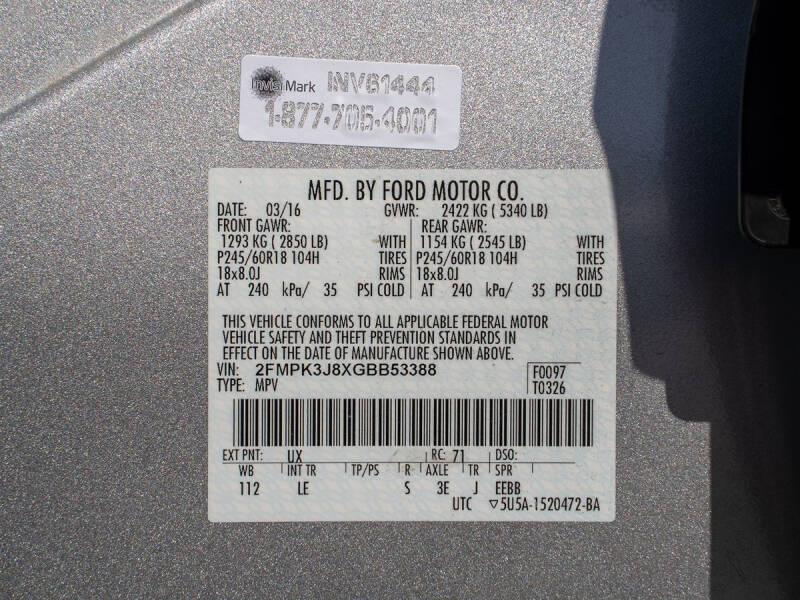 InvisiMark INV61444
1-877-705-4001
MFD. BY FORD MOTOR CO.
DATE: 03/16 GVWR: 2422 KG ( 5340 LB)
FRONT GAWR: REAR GAWR:
1293 KG ( 2850 LB) WITH 1154 KG ( 2545 LB) WITH
P245/60R18 104H TIRES P245/60R18 104H TIRES
18x8.0J RIMS 18x8.0J RIMS
AT 240 kPa/ 35 PSI COLD AT 240 kPa/ 35 PSI COLD
THIS VEHICLE CONFORMS TO ALL APPLICABLE FEDERAL MOTOR
VEHICLE SAFETY AND THEFT PREVENTION STANDARDS IN
EFFECT ON THE DATE OF MANUFACTURE SHOWN ABOVE.
VIN: 2FMPK3J8XGBB53388 F0097
TYPE: MPV T0326
EXT PNT: UX RC: 71 DSO:
WB INT TR TP/PS R AXLE TR SPR
112 LE S 3E J EEBB
UTC ▽5U5A-1520472-BA